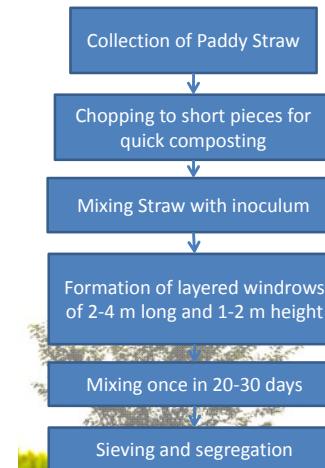 Collection of Paddy Straw
Chopping to short pieces for
quick composting
Mixing Straw with inoculum
Formation of layered windrows
of 2-4 m long and 1-2 m height
Mixing once in 20-30 days
Sieving and segregation